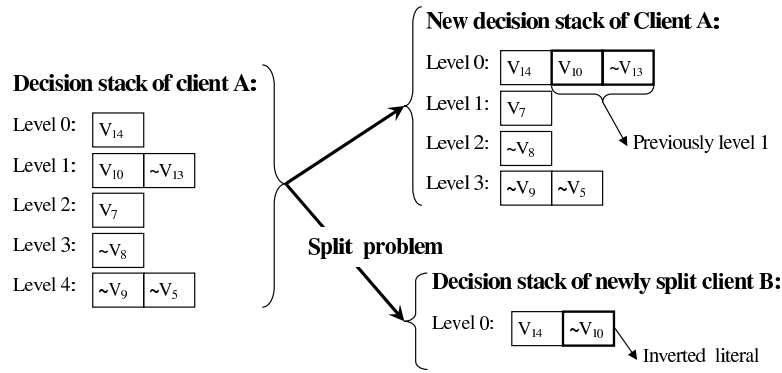 Decision stack of client A:
Level 0: V14
Level 1: V10 ~V13
Level 2: V7
Level 3: ~V8
Level 4: ~V9 ~V5
Split problem
New decision stack of Client A:
Level 0: V14 V10 ~V13
Level 1: V7
Previously level 1
Level 2: ~V8
Level 3: ~V9 ~V5
Decision stack of newly split client B:
Level 0: V14 ~V10
Inverted literal